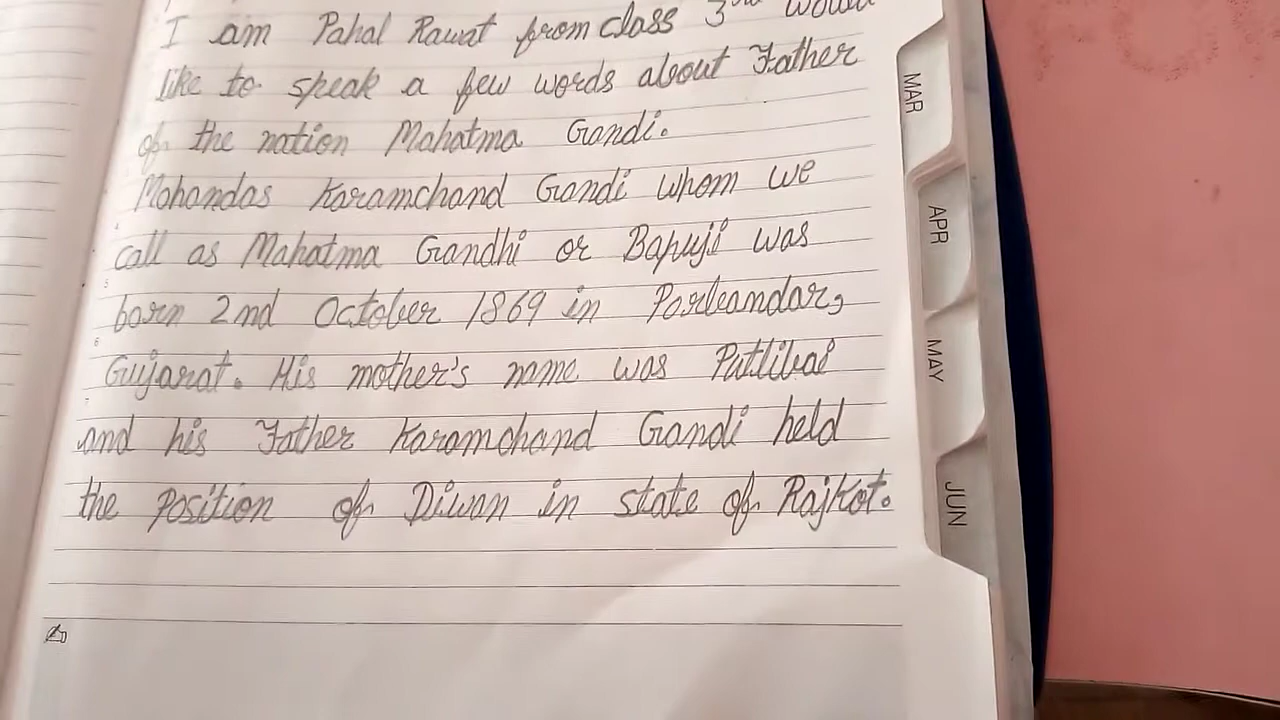 I am Pahal Rawat from class 3rd would
like to speak a few words about Father
of the nation Mahatma Gandi.
Mohandas Karamchand Gandi whom we
call as Mahatma Gandhi or Bapuji was
born 2nd October 1869 in Porbandar,
Gujarat. His mother's name was Putlibai
and his Father Karamchand Gandi held
the position of Diwan in state of Rajkot.
MAR
APR
MAY
JUN